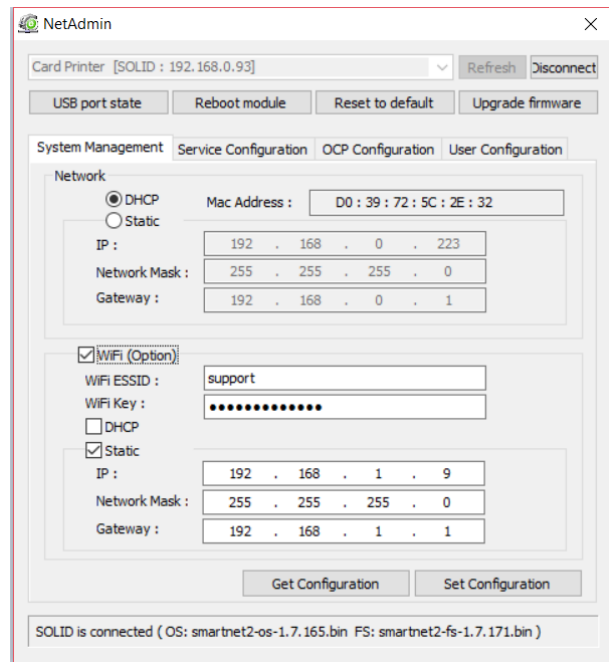 NetAdmin
Card Printer [SOLID : 192.168.0.93] Refresh Disconnect
USB port state Reboot module Reset to default Upgrade firmware
System Management Service Configuration OCP Configuration User Configuration
Network
DHCP Mac Address : D0 : 39 : 72 : 5C : 2E : 32
Static
IP : 192 . 168 . 0 . 223
Network Mask : 255 . 255 . 255 . 0
Gateway : 192 . 168 . 0 . 1
WiFi (Option)
WiFi ESSID : support
WiFi Key : ●●●●●●●●●●●●●
DHCP
Static
IP : 192 . 168 . 1 . 9
Network Mask : 255 . 255 . 255 . 0
Gateway : 192 . 168 . 1 . 1
Get Configuration Set Configuration
SOLID is connected ( OS: smartnet2-os-1.7.165.bin FS: smartnet2-fs-1.7.171.bin )